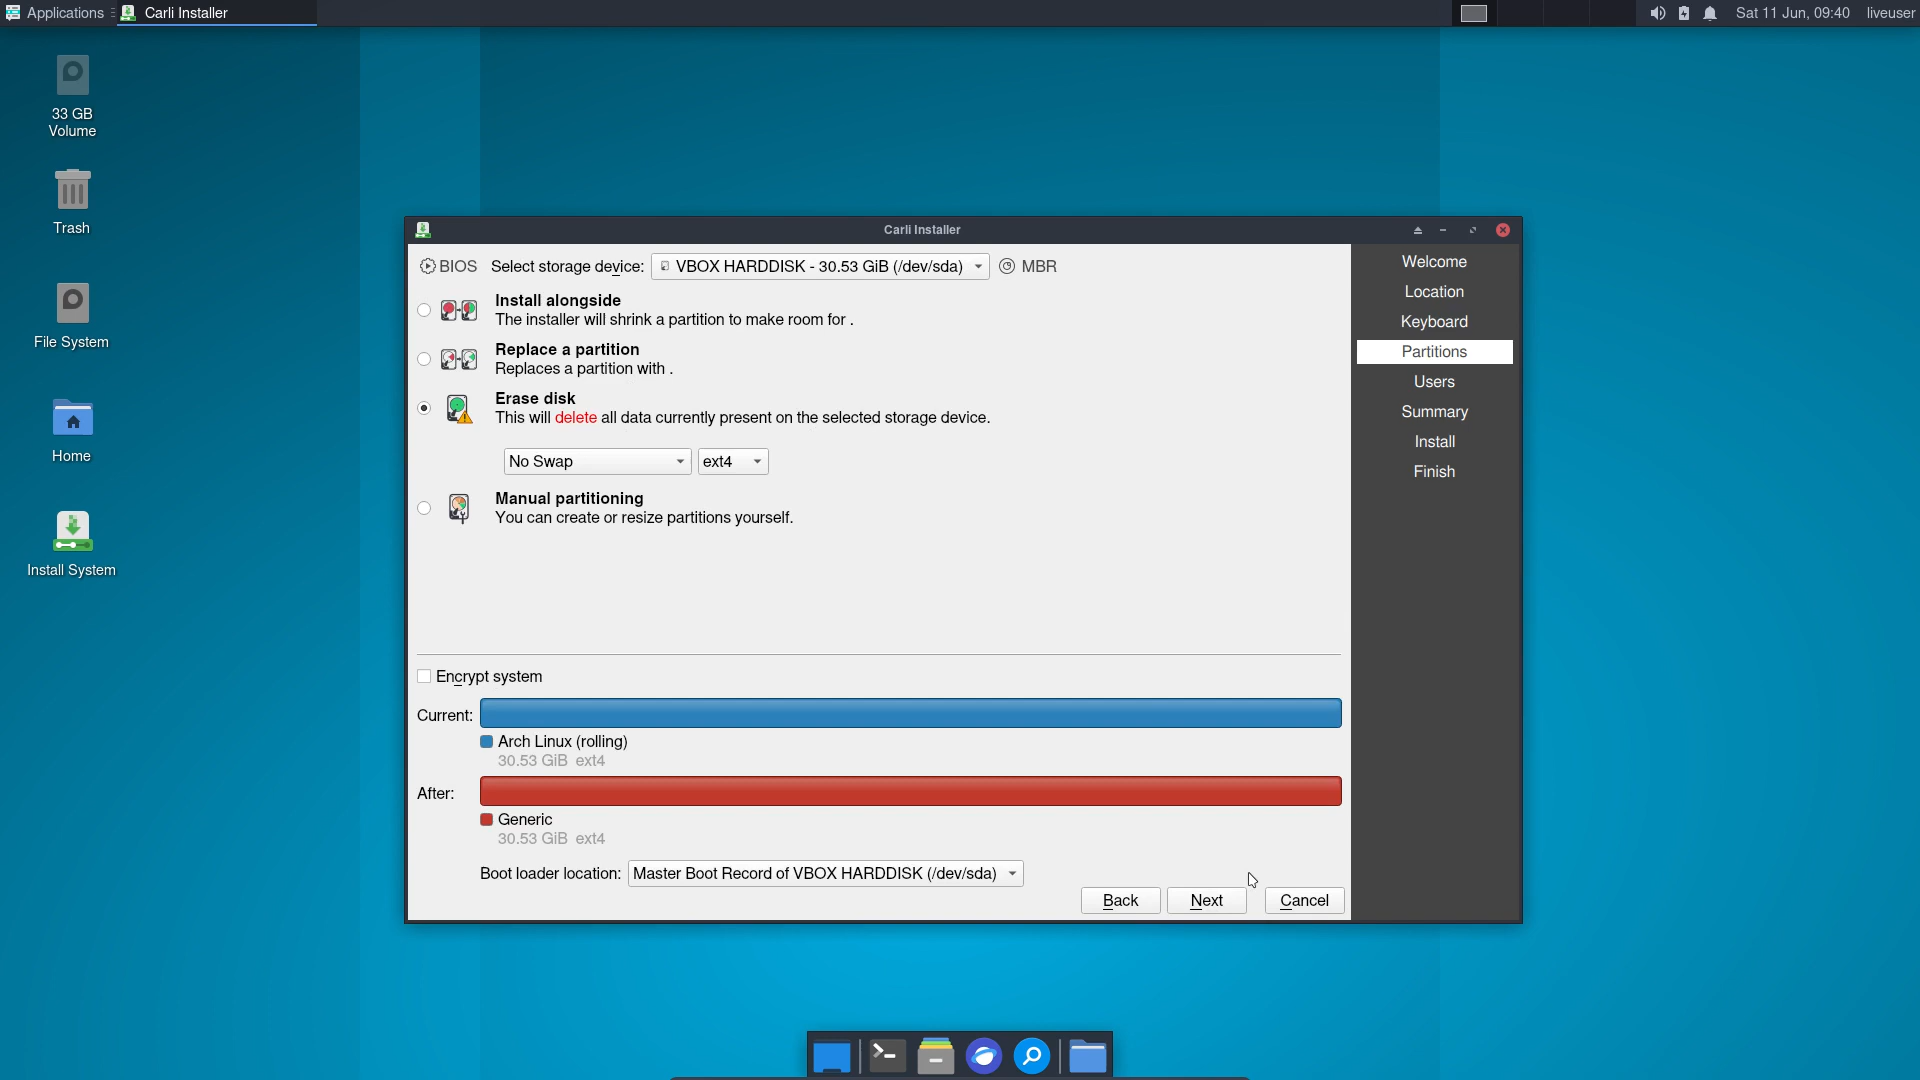 Applications
Carli Installer
Sat 11 Jun, 09:40
liveuser
33 GB
Volume
Trash
File System
Home
Install System
Carli Installer
BIOS
Select storage device:
VBOX HARDDISK - 30.53 GiB (/dev/sda)
MBR
Install alongside
The installer will shrink a partition to make room for .
Replace a partition
Replaces a partition with .
Erase disk
This will delete all data currently present on the selected storage device.
No Swap
ext4
Manual partitioning
You can create or resize partitions yourself.
Encrypt system
Current:
Arch Linux (rolling)
30.53 GiB ext4
After:
Generic
30.53 GiB ext4
Boot loader location:
Master Boot Record of VBOX HARDDISK (/dev/sda)
Back
Next
Cancel
Welcome
Location
Keyboard
Partitions
Users
Summary
Install
Finish